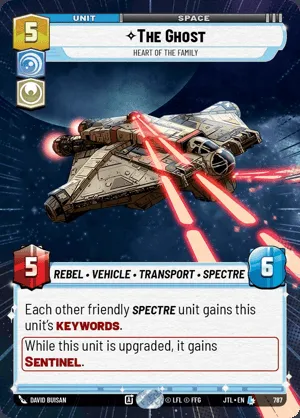 5
UNIT
SPACE
✧THE GHOST
HEART OF THE FAMILY
5
REBEL • VEHICLE • TRANSPORT • SPECTRE
6
Each other friendly SPECTRE unit gains this
unit's KEYWORDS.
While this unit is upgraded, it gains
SENTINEL.
DAVID BUISAN
© LFL © FFG
JTL • EN
787